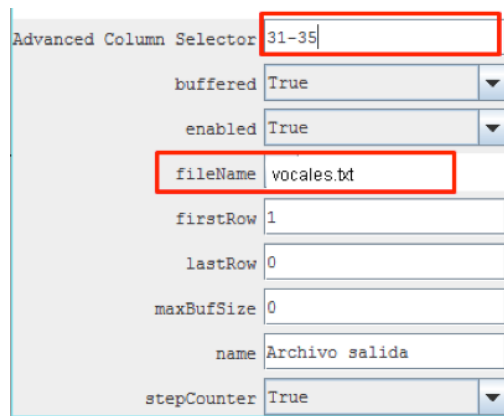 Advanced Column Selector 31-35
buffered True
enabled True
fileName vocales.txt
firstRow 1
lastRow 0
maxBufSize 0
name Archivo salida
stepCounter True